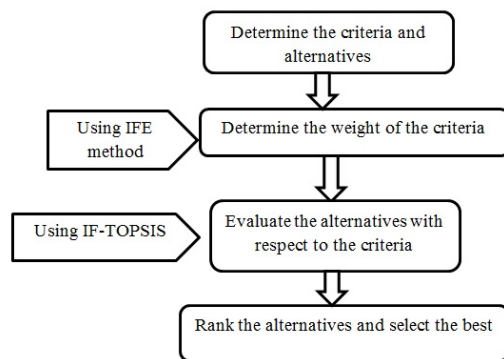 Determine the criteria and
alternatives
Using IFE
method
Determine the weight of the criteria
Using IF-TOPSIS
Evaluate the alternatives with
respect to the criteria
Rank the alternatives and select the best